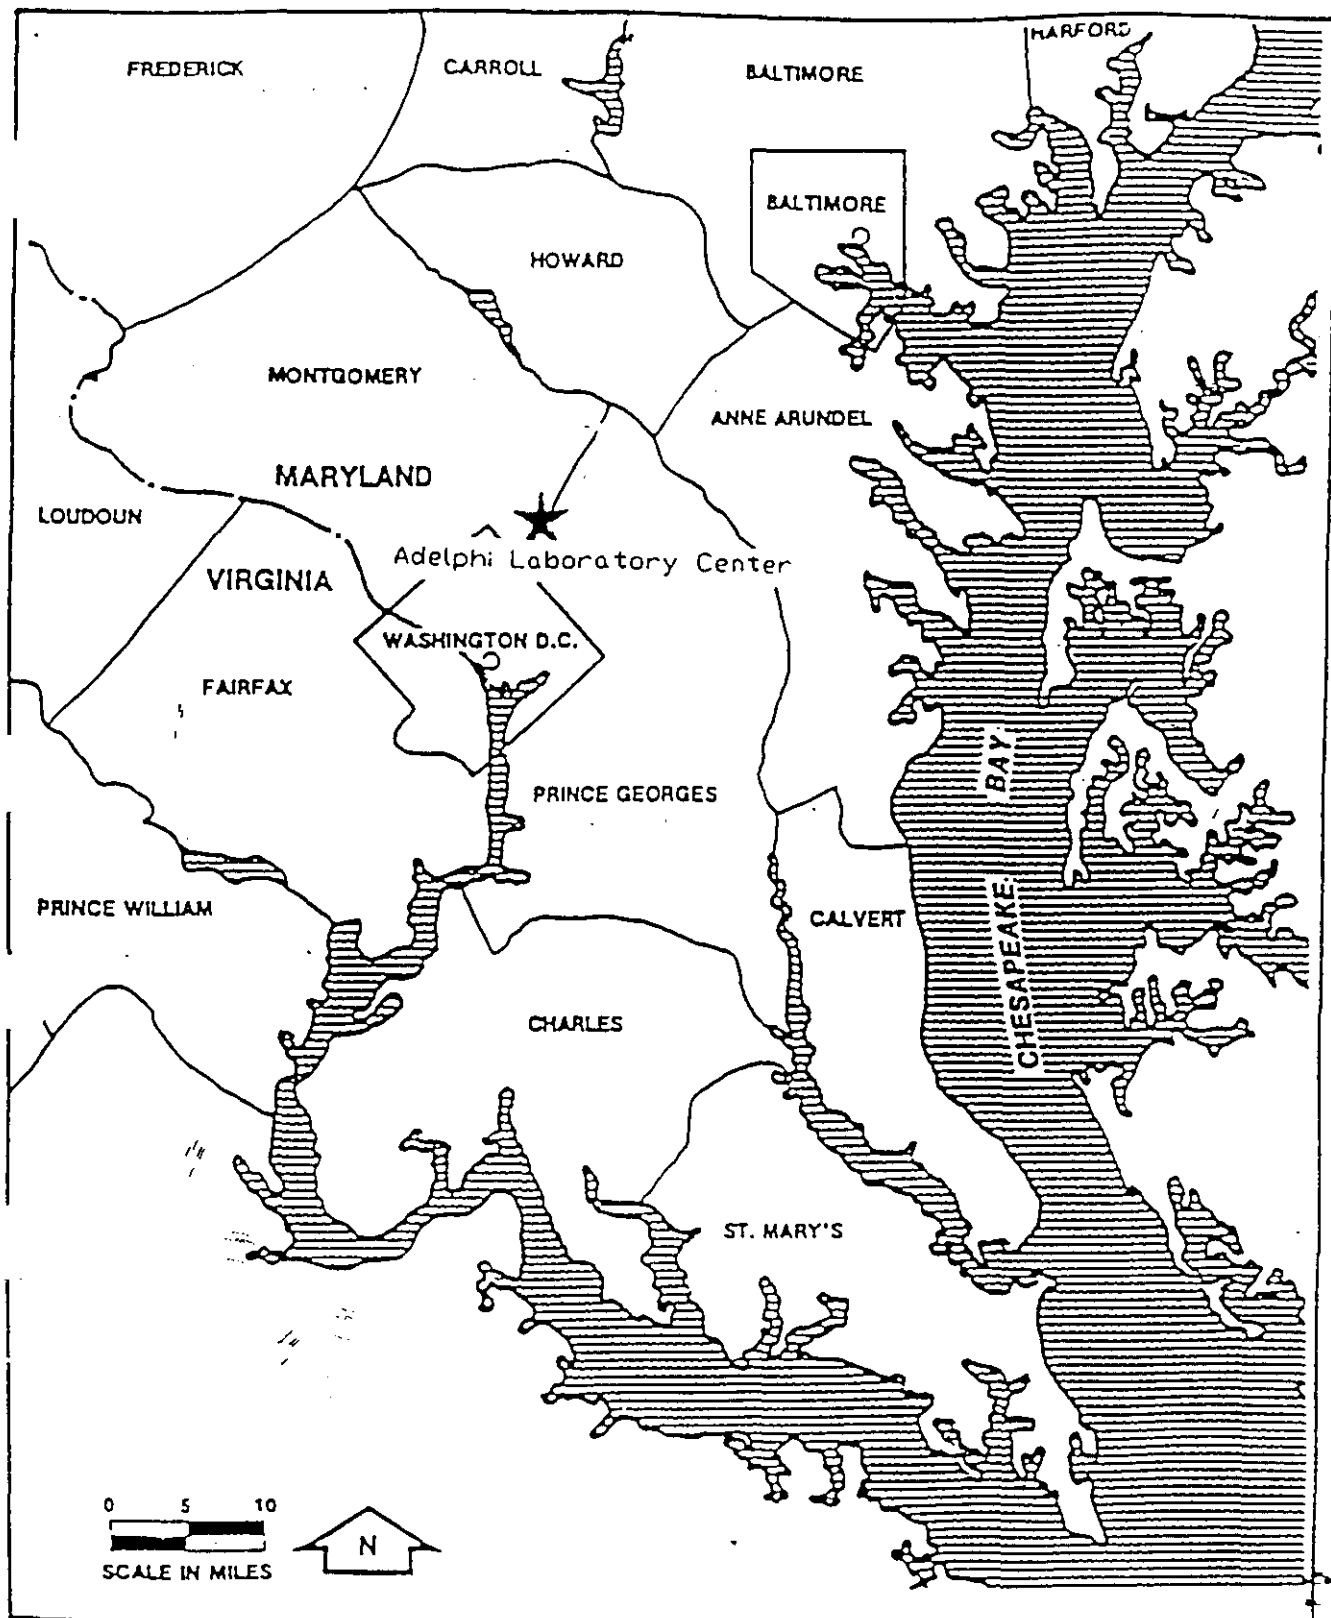 HARFORD
FREDERICK
CARROLL
BALTIMORE
BALTIMORE
HOWARD
MONTGOMERY
ANNE ARUNDEL
MARYLAND
LOUDOUN
Adelphi Laboratory Center
VIRGINIA
WASHINGTON D.C.
FAIRFAX
BAY
PRINCE GEORGES
PRINCE WILLIAM
CALVERT
CHESAPEAKE
CHARLES
ST. MARY'S
0 5 10
SCALE IN MILES
N